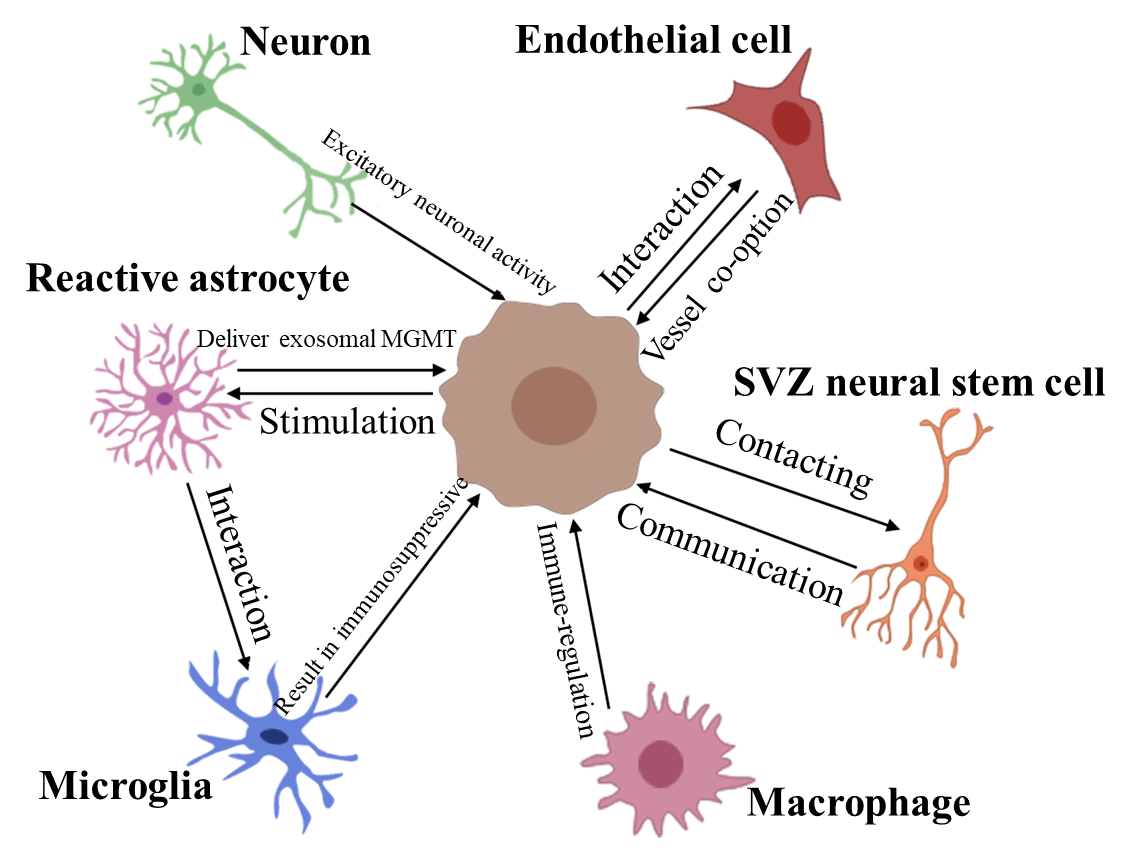 Neuron
Endothelial cell
Excitatory neuronal activity
Interaction
Vessel co-option
Reactive astrocyte
Deliver exosomal MGMT
Stimulation
SVZ neural stem cell
Contacting
Communication
Interaction
Result in immunosuppressive
Immune-regulation
Microglia
Macrophage